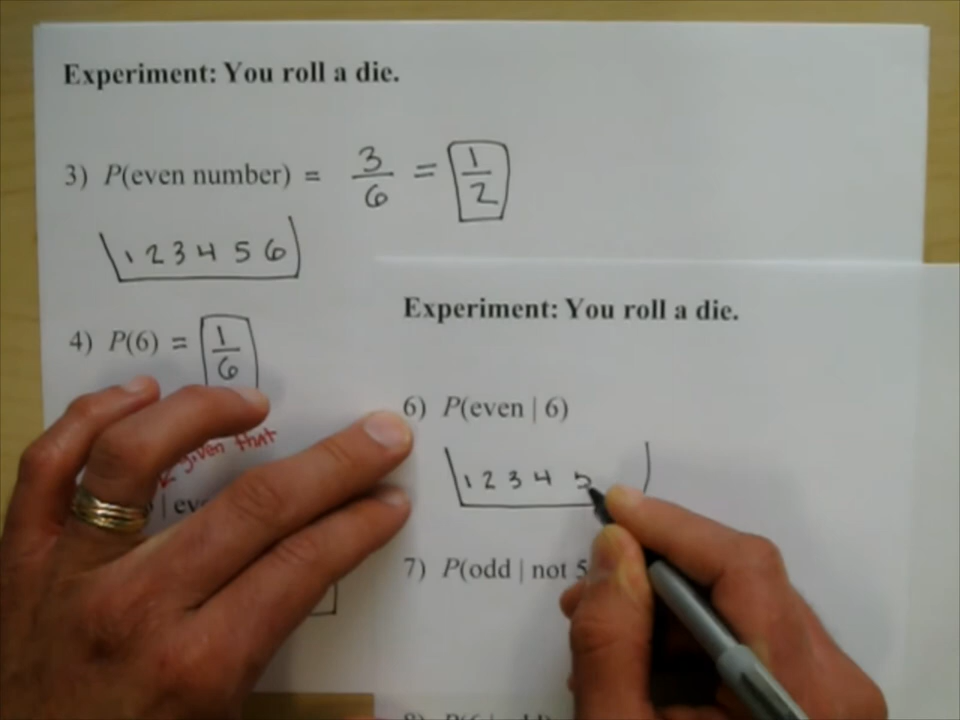 Experiment: You roll a die.
3) P(even number) = 3/6 = 1/2
1 2 3 4 5 6
4) P(6) = 1/6
given that
Experiment: You roll a die.
6) P(even | 6)
1 2 3 4 5
7) P(odd | not 5